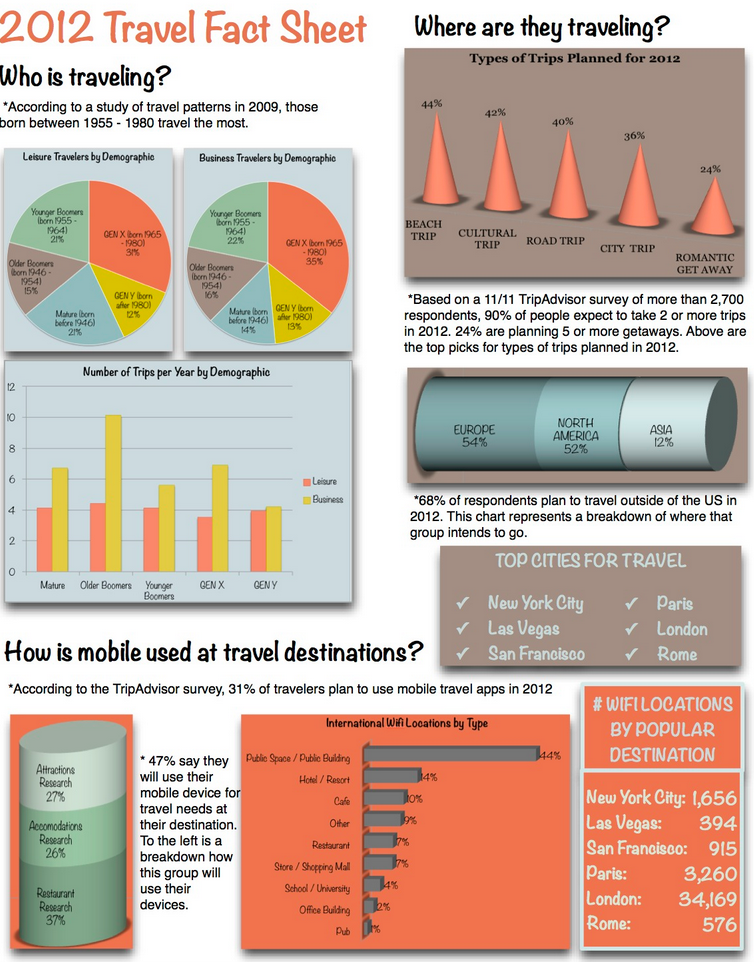 2012 Travel Fact Sheet
Who is traveling?
*According to a study of travel patterns in 2009, those
born between 1955 - 1980 travel the most.
Leisure Travelers by Demographic
Younger Boomers
(born 1955 -
1964)
21%
GEN X (born 1965
- 1980)
31%
Older Boomers
(born 1946 -
1954)
15%
Mature (born
before 1946)
21%
GEN Y (born
after 1980)
12%
Business Travelers by Demographic
Younger Boomers
(born 1955 -
1964)
22%
GEN X (born 1965
- 1980)
35%
Older Boomers
(born 1946 -
1954)
16%
Mature (born
before 1946)
14%
GEN Y (born
after 1980)
13%
Number of Trips per Year by Demographic
12
10
8
6
4
2
0
Mature
Older Boomers
Younger
Boomers
GEN X
GEN Y
Leisure
Business
Where are they traveling?
Types of Trips Planned for 2012
44%
42%
40%
36%
24%
BEACH
TRIP
CULTURAL
TRIP
ROAD TRIP
CITY TRIP
ROMANTIC
GET AWAY
*Based on a 11/11 TripAdvisor survey of more than 2,700
respondents, 90% of people expect to take 2 or more trips
in 2012. 24% are planning 5 or more getaways. Above are
the top picks for types of trips planned in 2012.
EUROPE
54%
NORTH
AMERICA
52%
ASIA
12%
*68% of respondents plan to travel outside of the US in
2012. This chart represents a breakdown of where that
group intends to go.
TOP CITIES FOR TRAVEL
✓ New York City
✓ Las Vegas
✓ San Francisco
✓ Paris
✓ London
✓ Rome
How is mobile used at travel destinations?
*According to the TripAdvisor survey, 31% of travelers plan to use mobile travel apps in 2012
Attractions
Research
27%
Accomodations
Research
26%
Restaurant
Research
37%
* 47% say they
will use their
mobile device for
travel needs at
their destination.
To the left is a
breakdown how
this group will
use their
devices.
International Wifi Locations by Type
Public Space / Public Building 44%
Hotel / Resort 14%
Cafe 10%
Other 9%
Restaurant 7%
Store / Shopping Mall 7%
School / University 4%
Office Building 2%
Pub 1%
# WIFI LOCATIONS
BY POPULAR
DESTINATION
New York City: 1,656
Las Vegas: 394
San Francisco: 915
Paris: 3,260
London: 34,169
Rome: 576